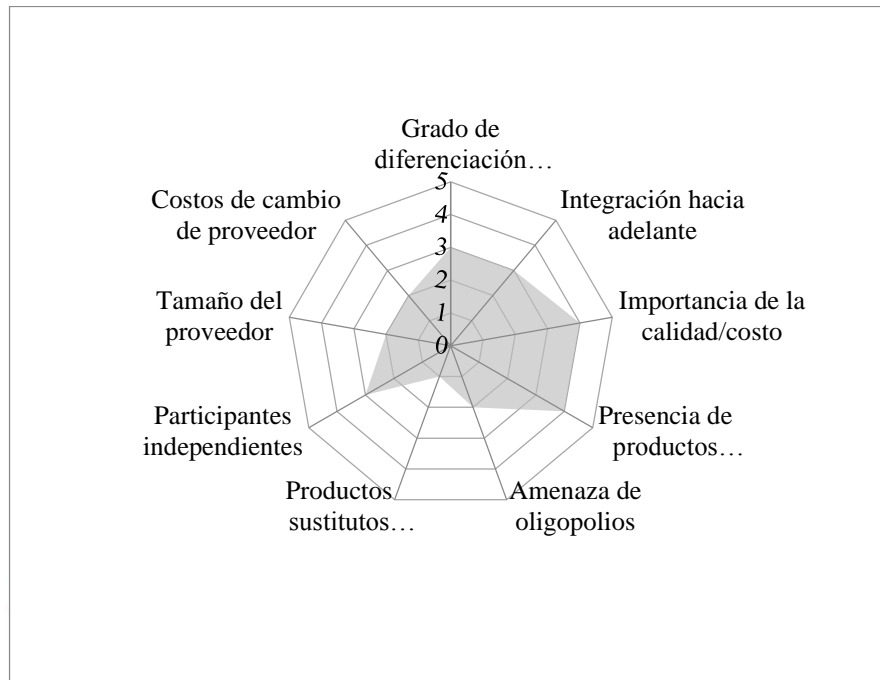 Grado de
diferenciación…
Integración hacia
adelante
Importancia de la
calidad/costo
Presencia de
productos…
Amenaza de
oligopolios
Productos
sustitutos…
Participantes
independientes
Tamaño del
proveedor
Costos de cambio
de proveedor
5
4
3
2
1
0